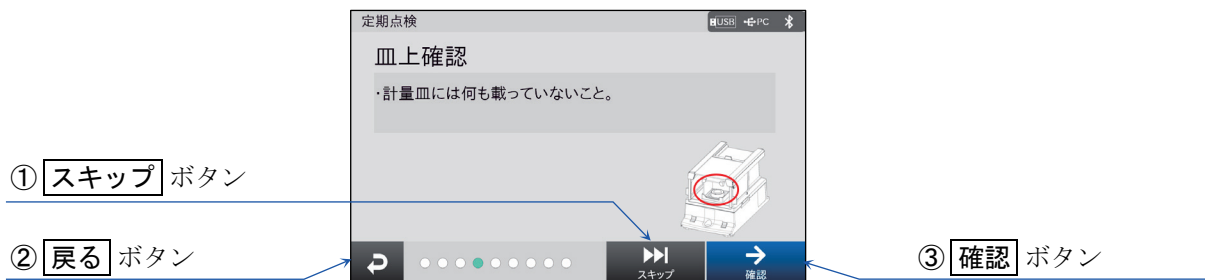 定期点検
USB PC
皿上確認
・計量皿には何も載っていないこと。
① スキップ ボタン
② 戻る ボタン
スキップ
確認
③ 確認 ボタン